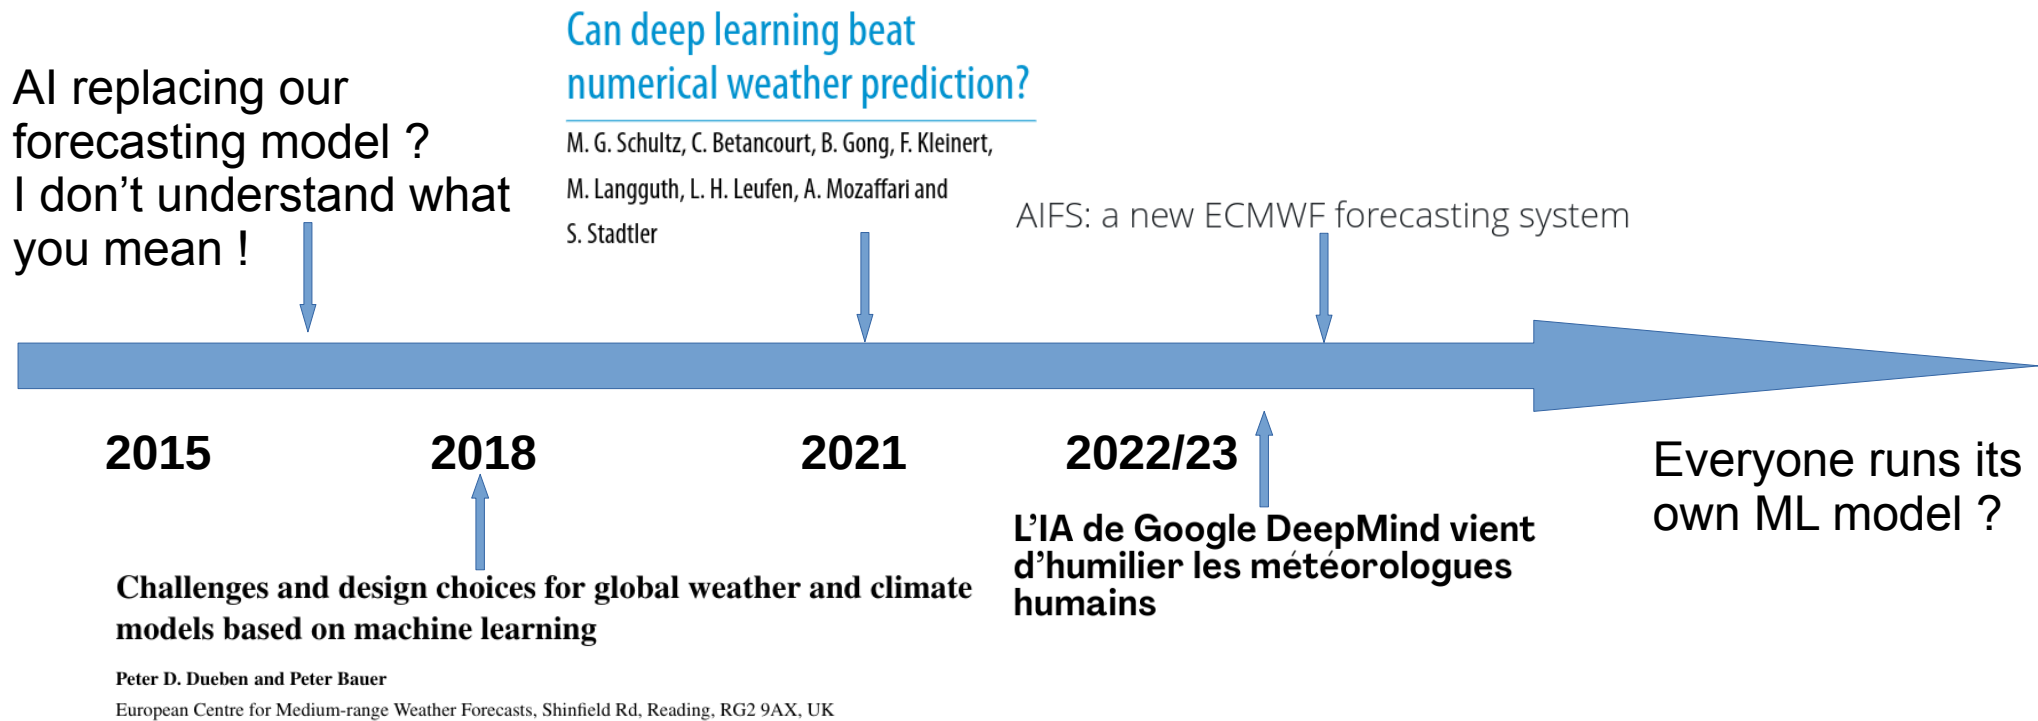 AI replacing our
forecasting model ?
I don't understand what
you mean !
Can deep learning beat
numerical weather prediction?
M. G. Schultz, C. Betancourt, B. Gong, F. Kleinert,
M. Langguth, L. H. Leufen, A. Mozaffari and
S. Stadtler
AIFS: a new ECMWF forecasting system
2015
2018
2021
2022/23
Everyone runs its
own ML model ?
Challenges and design choices for global weather and climate
models based on machine learning
Peter D. Dueben and Peter Bauer
European Centre for Medium-range Weather Forecasts, Shinfield Rd, Reading, RG2 9AX, UK
L'IA de Google DeepMind vient
d'humilier les météorologues
humains